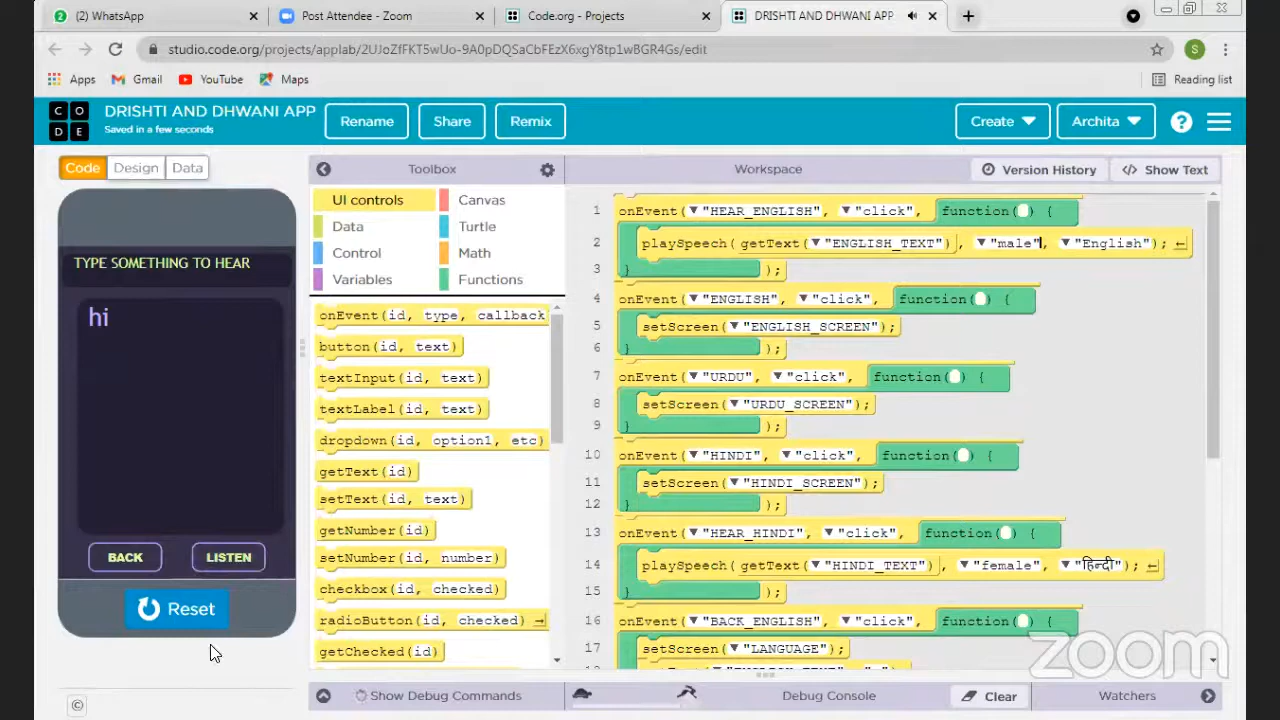 (2) WhatsApp
Post Attendee - Zoom
Code.org - Projects
DRISHTI AND DHWANI APP
studio.code.org/projects/applab/2UJoZfFKT5wUo-9A0pDQSaCbFEzX6xgY8tp1wBGR4Gs/edit
S
Apps
Gmail
YouTube
Maps
Reading list
CODE
DRISHTI AND DHWANI APP
Saved in a few seconds
Rename
Share
Remix
Create
Archita
Code
Design
Data
Toolbox
Workspace
Version History
Show Text
TYPE SOMETHING TO HEAR
hi
BACK
LISTEN
Reset
UI controls
Canvas
Data
Turtle
Control
Math
Variables
Functions
onEvent(id, type, callback
button(id, text)
textInput(id, text)
textLabel(id, text)
dropdown(id, option1, etc)
getText(id)
setText(id, text)
getNumber(id)
setNumber(id, number)
checkbox(id, checked)
radioButton(id, checked)
getChecked(id)
1 onEvent("HEAR_ENGLISH", "click", function() {
2 playSpeech(getText("ENGLISH_TEXT"), "male", "English");
3 });
4 onEvent("ENGLISH", "click", function() {
5 setScreen("ENGLISH_SCREEN");
6 });
7 onEvent("URDU", "click", function() {
8 setScreen("URDU_SCREEN");
9 });
10 onEvent("HINDI", "click", function() {
11 setScreen("HINDI_SCREEN");
12 });
13 onEvent("HEAR_HINDI", "click", function() {
14 playSpeech(getText("HINDI_TEXT"), "female", "हिन्दी");
15 });
16 onEvent("BACK_ENGLISH", "click", function() {
17 setScreen("LANGUAGE");
zoom
Show Debug Commands
Debug Console
Clear
Watchers